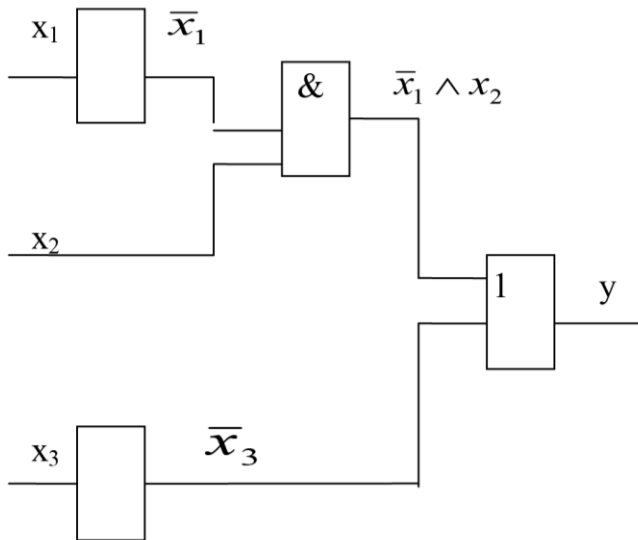 x₁ x̅₁
&
x̅₁ ∧ x₂
x₂
1
y
x₃ x̅₃